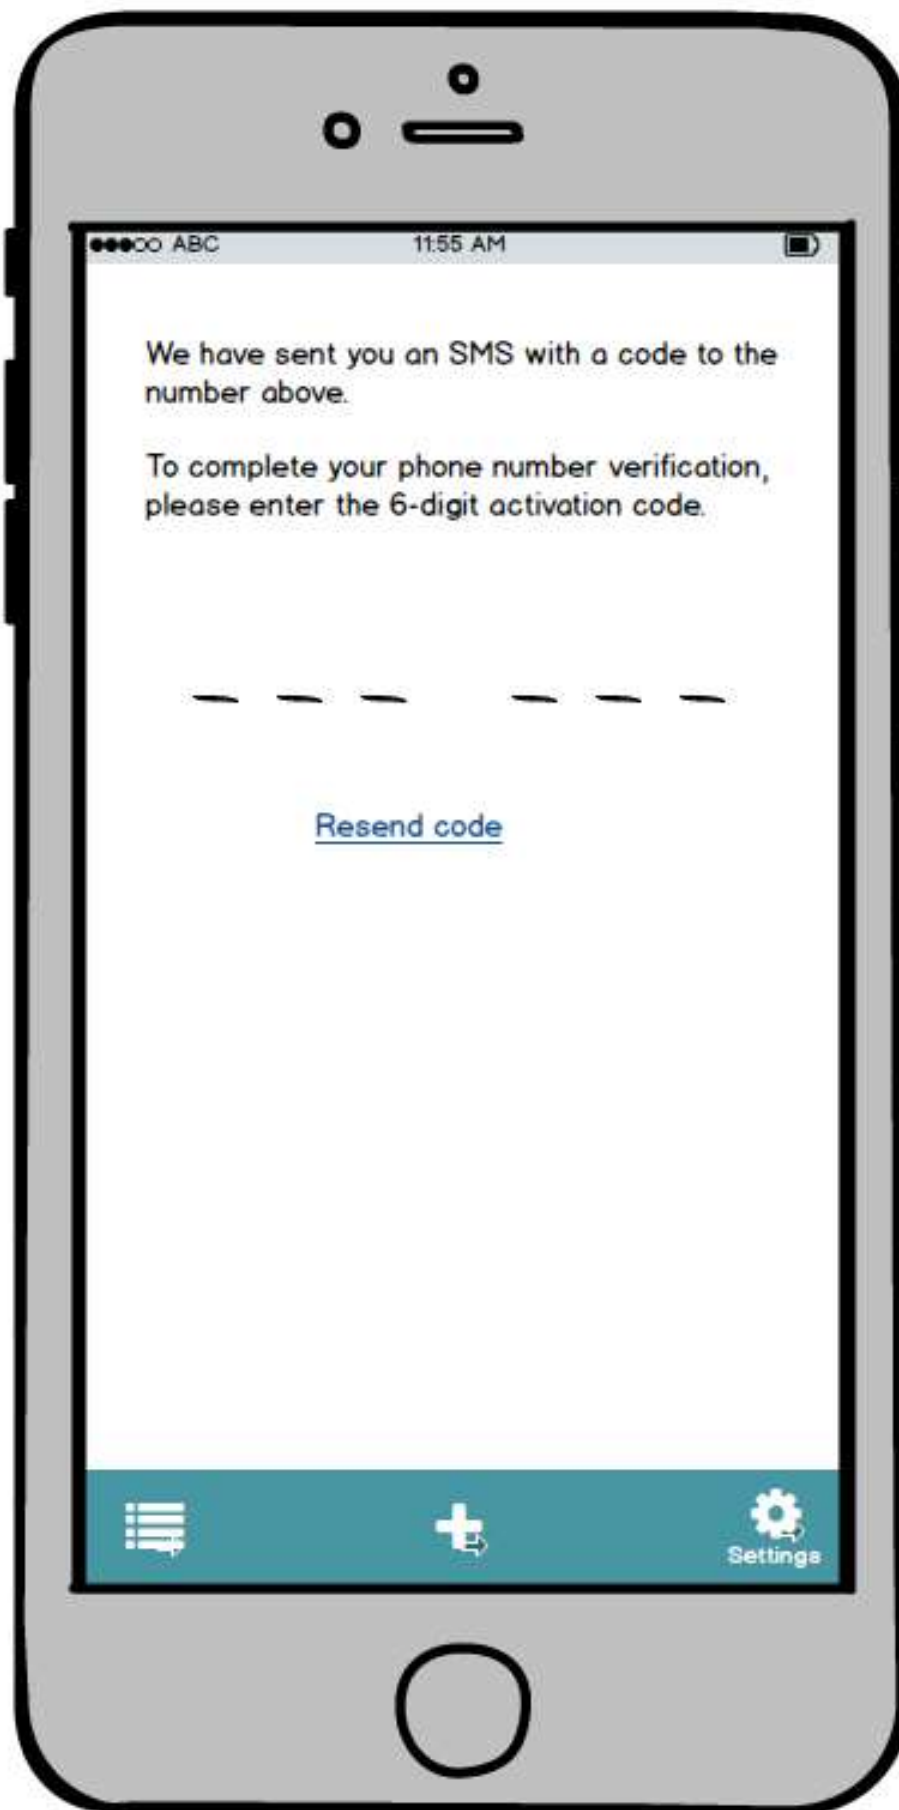 ABC 11:55 AM
We have sent you an SMS with a code to the
number above.
To complete your phone number verification,
please enter the 6-digit activation code.
_ _ _ _ _ _
Resend code
Settings